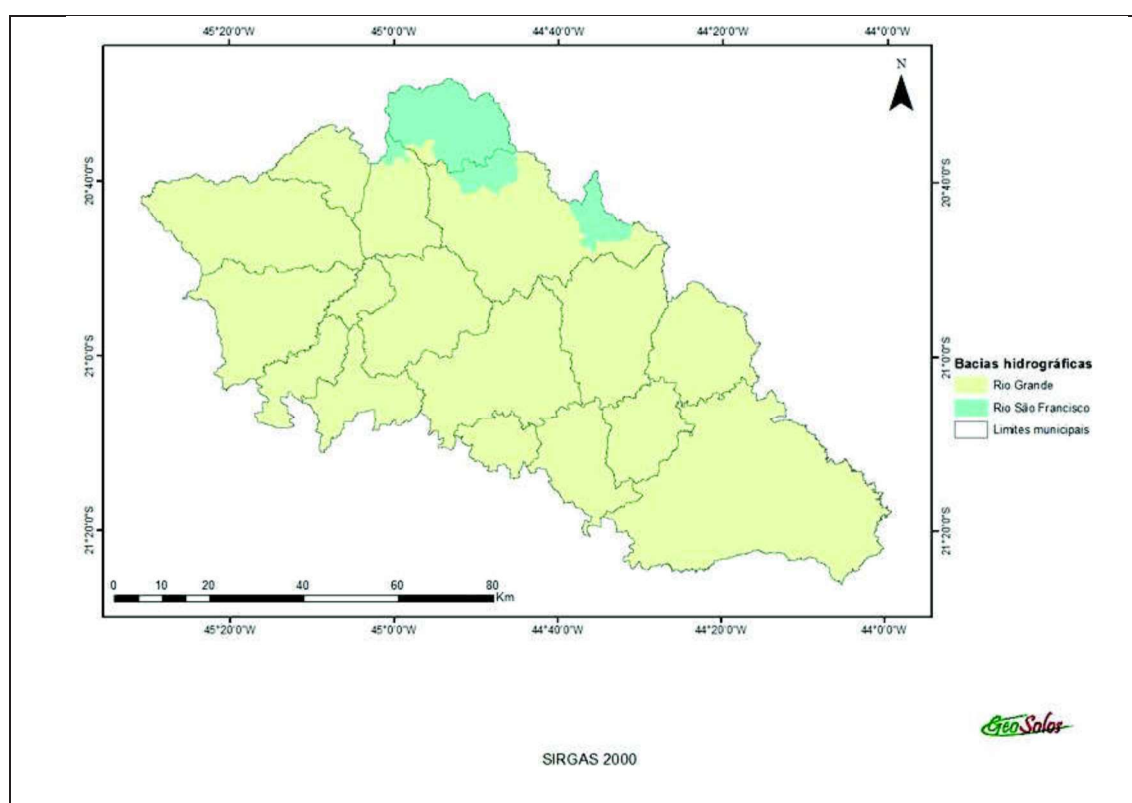 45°20'0"W 45°0'0"W 44°40'0"W 44°20'0"W 44°0'0"W
N
20°40'0"S
20°40'0"S
21°0'0"S
21°0'0"S
21°20'0"S
21°20'0"S
Bacias hidrográficas
Rio Grande
Rio São Francisco
Limites municipais
0 10 20 40 60 80
Km
45°20'0"W 45°0'0"W 44°40'0"W 44°20'0"W 44°0'0"W
GeoSolos
SIRGAS 2000